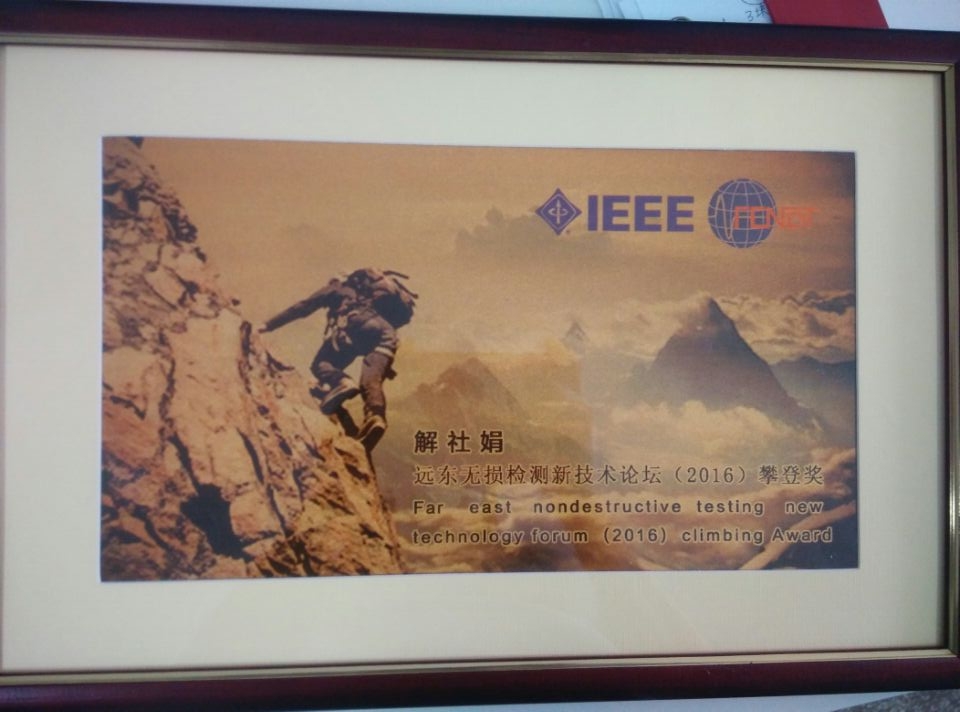 IEEE
FENDT
解社娟
远东无损检测新技术论坛（2016）攀登奖
Far east nondestructive testing new
technology forum （2016）climbing Award